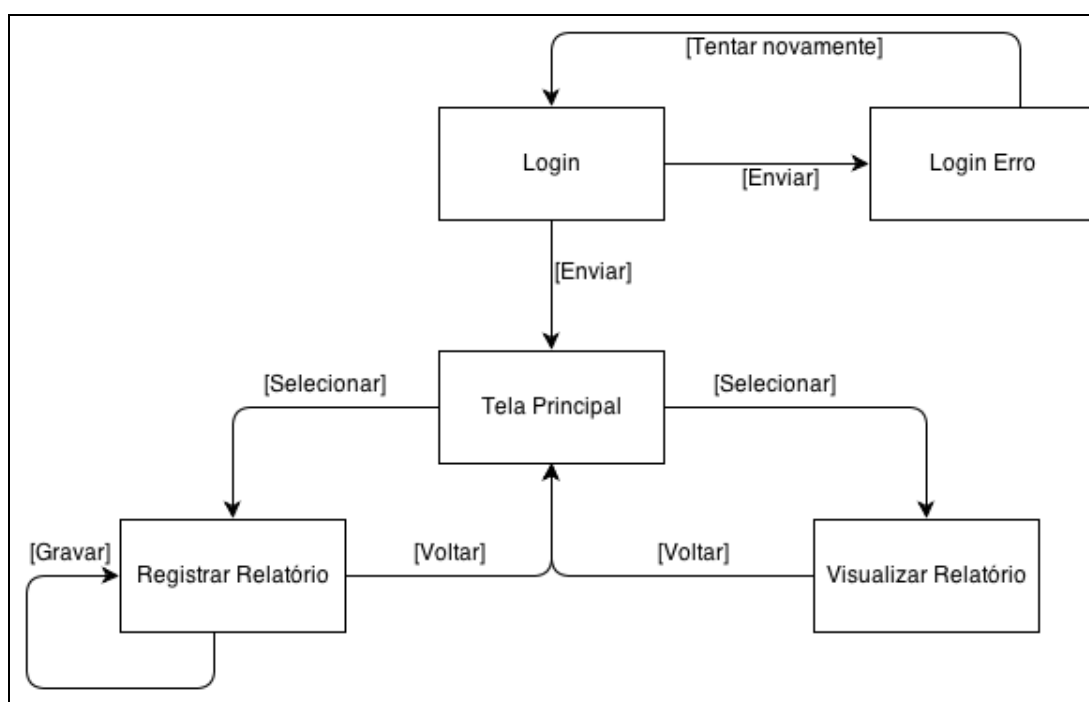 [Tentar novamente]
Login
Login Erro
[Enviar]
[Enviar]
[Selecionar]
Tela Principal
[Selecionar]
[Gravar]
[Voltar]
[Voltar]
Registrar Relatório
Visualizar Relatório